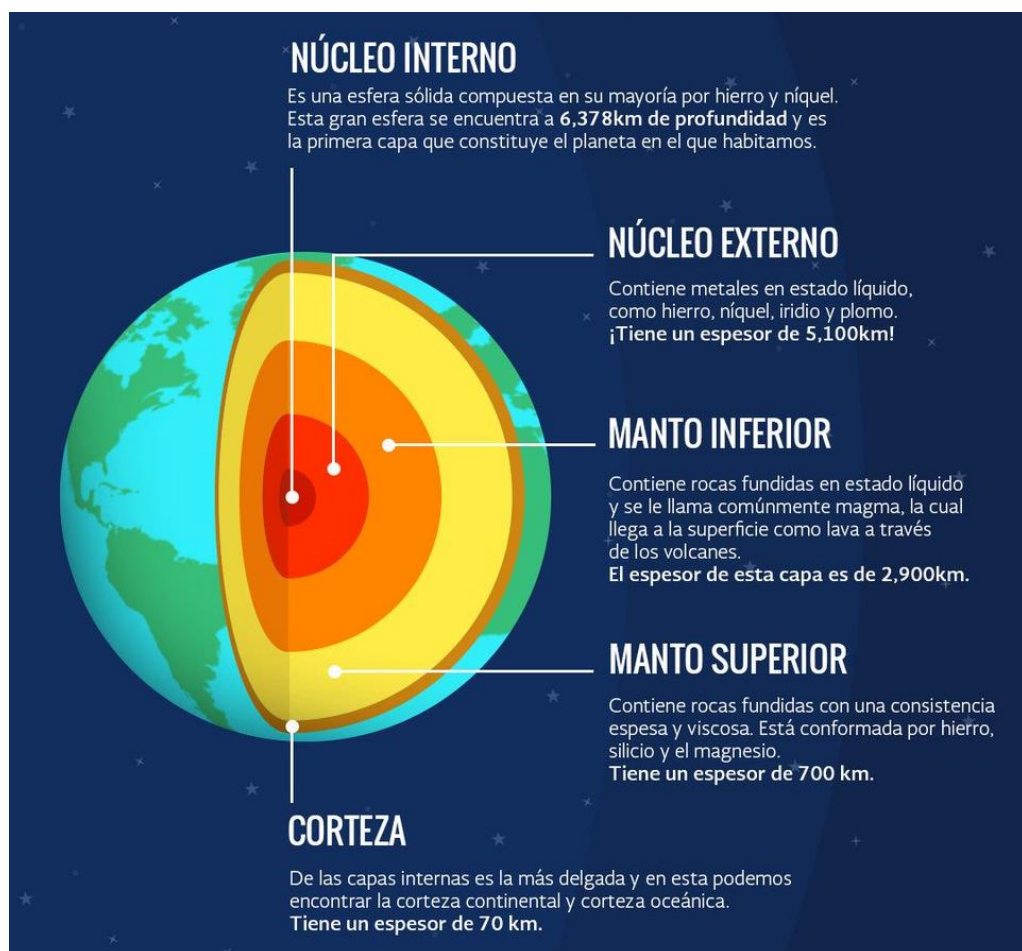 NÚCLEO INTERNO
Es una esfera sólida compuesta en su mayoría por hierro y níquel.
Esta gran esfera se encuentra a 6,378km de profundidad y es
la primera capa que constituye el planeta en el que habitamos.
NÚCLEO EXTERNO
Contiene metales en estado líquido,
como hierro, níquel, iridio y plomo.
¡Tiene un espesor de 5,100km!
MANTO INFERIOR
Contiene rocas fundidas en estado líquido
y se le llama comúnmente magma, la cual
llega a la superficie como lava a través
de los volcanes.
El espesor de esta capa es de 2,900km.
MANTO SUPERIOR
Contiene rocas fundidas con una consistencia
espesa y viscosa. Está conformada por hierro,
silicio y el magnesio.
Tiene un espesor de 700 km.
CORTEZA
De las capas internas es la más delgada y en esta podemos
encontrar la corteza continental y corteza oceánica.
Tiene un espesor de 70 km.